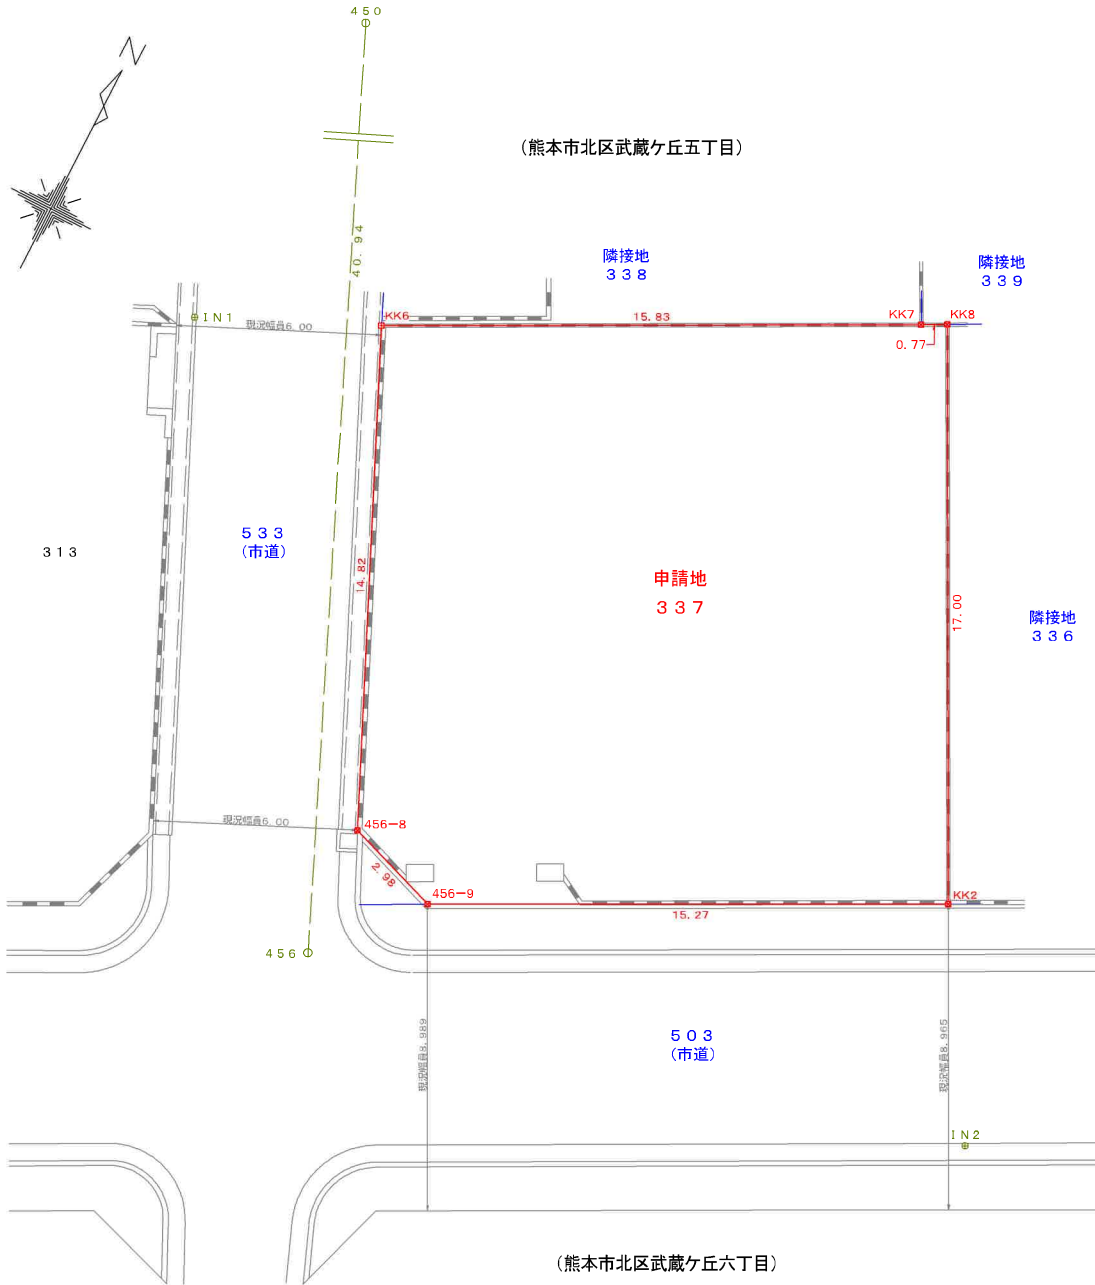 450
N
(熊本市北区武蔵ケ丘五丁目)
40.94
隣接地
338
隣接地
339
IN1
現況幅員6.00
KK6
15.83
KK7
KK8
0.77
533
(市道)
313
14.82
申請地
337
17.00
隣接地
336
現況幅員6.00
456-8
2.98
456-9
15.27
KK2
456
現況幅員8.989
503
(市道)
現況幅員8.965
IN2
(熊本市北区武蔵ケ丘六丁目)